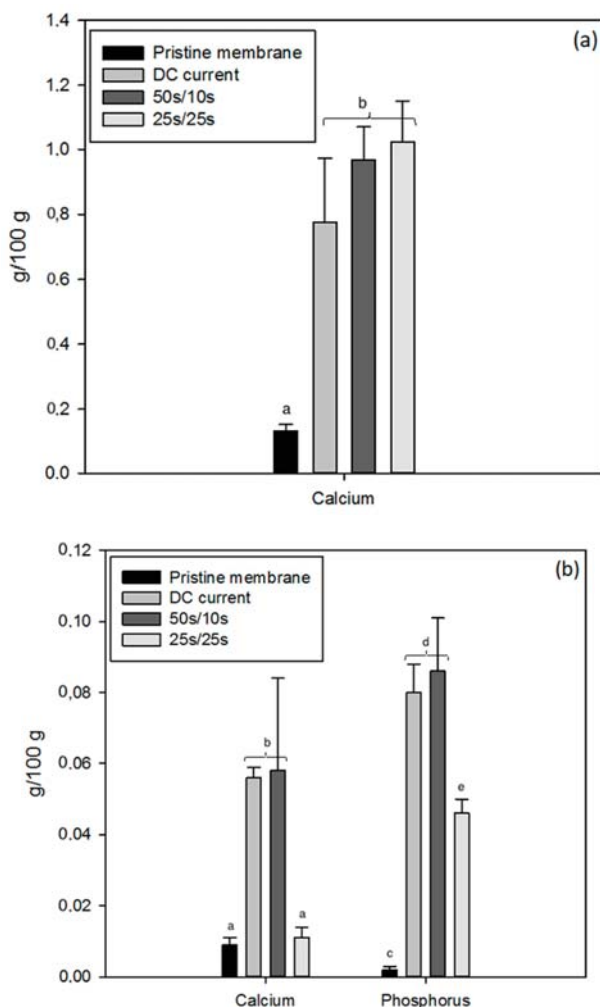 1.4
(a)
Pristine membrane
DC current
50s/10s
25s/25s
1.2
b
1.0
0,8
g/100 g
0,6
0,4
0,2
a
0.0
Calcium
0,12
(b)
Pristine membrane
DC current
50s/10s
25s/25s
0.10
d
0,08
b
g/100 g
0.06
e
0.04
0.02
a
a
c
0.00
Calcium
Phosphorus